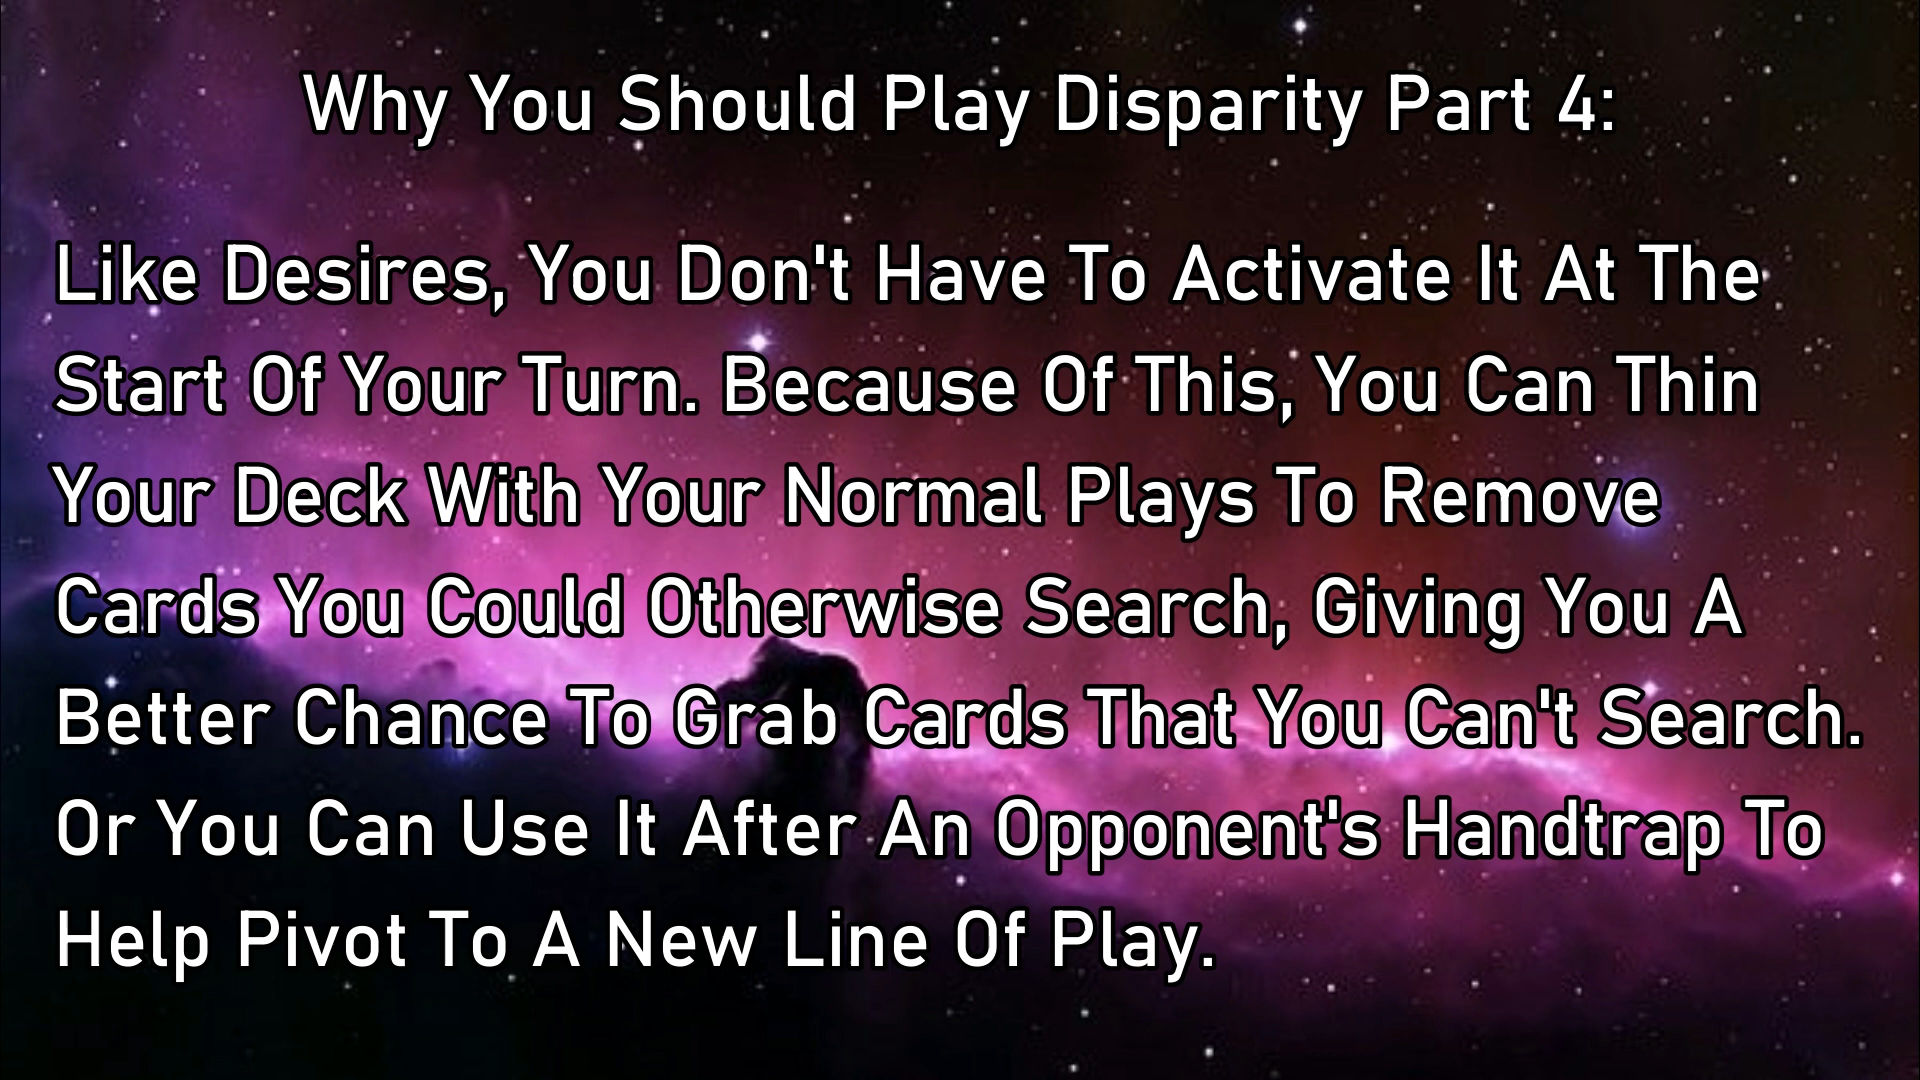 Why You Should Play Disparity Part 4:
Like Desires, You Don't Have To Activate It At The
Start Of Your Turn. Because Of This, You Can Thin
Your Deck With Your Normal Plays To Remove
Cards You Could Otherwise Search, Giving You A
Better Chance To Grab Cards That You Can't Search.
Or You Can Use It After An Opponent's Handtrap To
Help Pivot To A New Line Of Play.